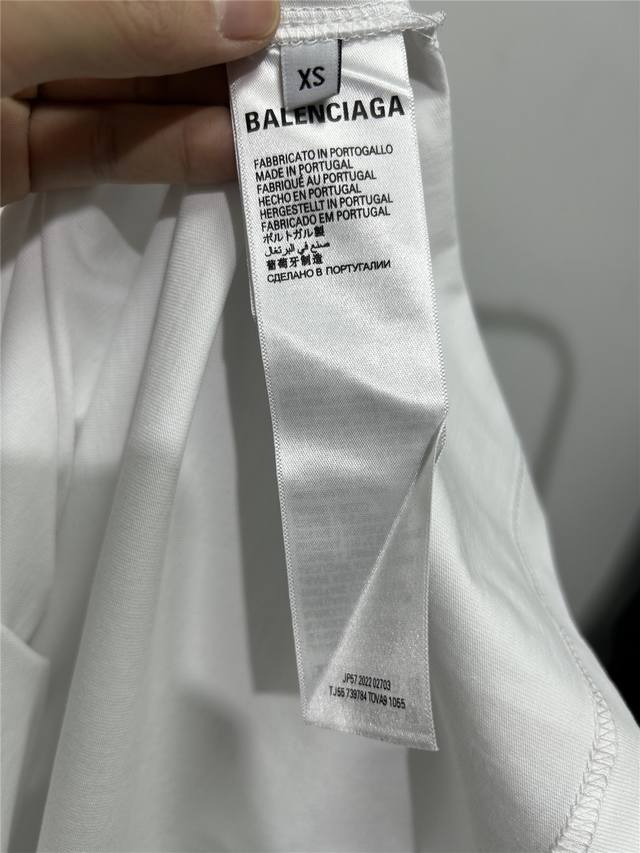 XS
BALENCIAGA
FABBRICATO IN PORTOGALLO
MADE IN PORTUGAL
FABRIQUÉ AU PORTUGAL
HECHO EN PORTUGAL
HERGESTELLT IN PORTUGAL
FABRICADO EM PORTUGAL
ポルトガル製
صنع في البرتغال
葡萄牙制造
СДЕЛАНО В ПОРТУГАЛИИ
JP57 2022 02703
TJ55 739784 TOVA9 1055